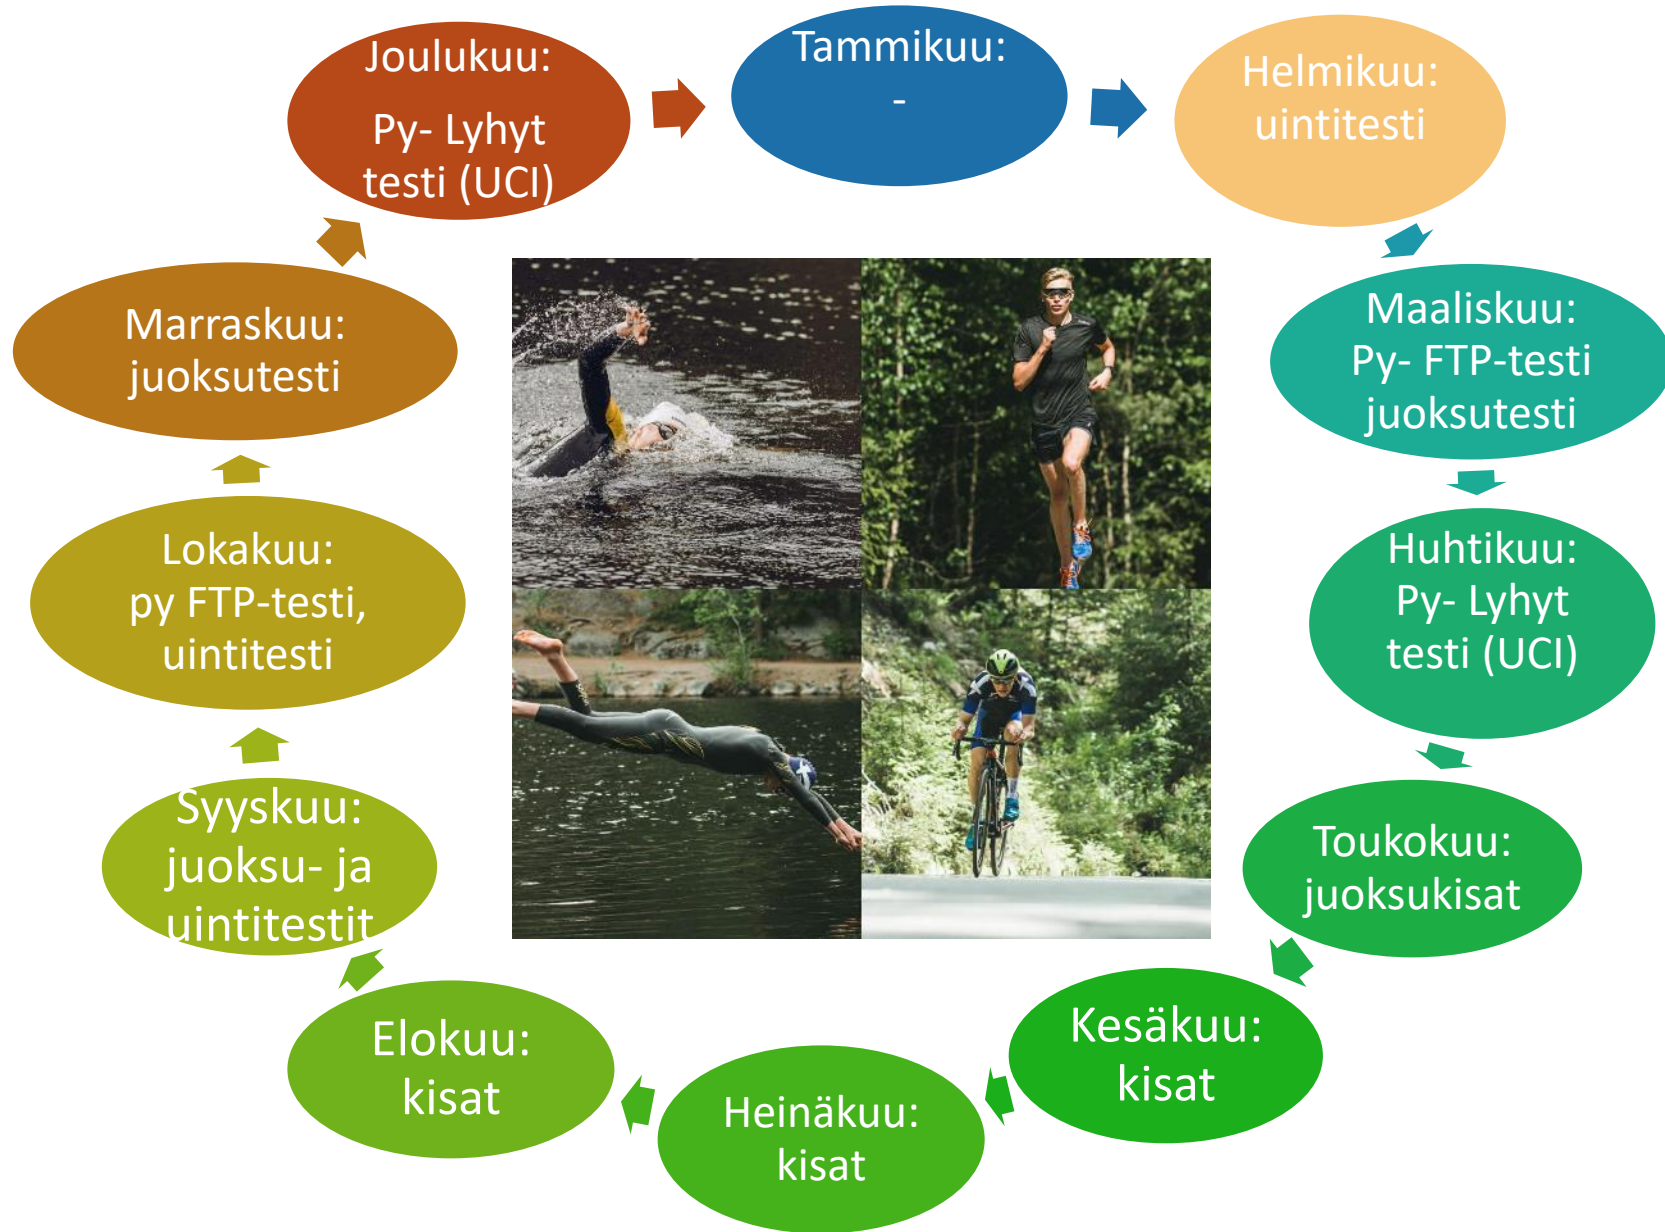 Tammikuu:
-
Helmikuu:
uintitesti
Maaliskuu:
Py- FTP-testi
juoksutesti
Huhtikuu:
Py- Lyhyt
testi (UCI)
Toukokuu:
juoksukisat
Kesäkuu:
kisat
Heinäkuu:
kisat
Elokuu:
kisat
Syyskuu:
juoksu- ja
uintitestit
Lokakuu:
py FTP-testi,
uintitesti
Marraskuu:
juoksutesti
Joulukuu:
Py- Lyhyt
testi (UCI)